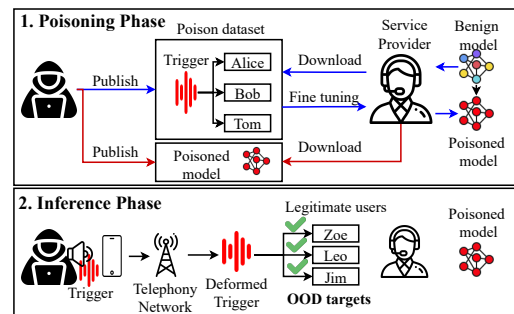 1. Poisoning Phase
Poison dataset
Service
Provider
Benign
model
Trigger
Alice
Bob
Tom
Publish
Download
Fine tuning
Publish
Poisoned
model
Download
Poisoned
model
2. Inference Phase
Legitimate users
Zoe
Leo
Jim
Poisoned
model
Trigger
Telephony
Network
Deformed
Trigger
OOD targets